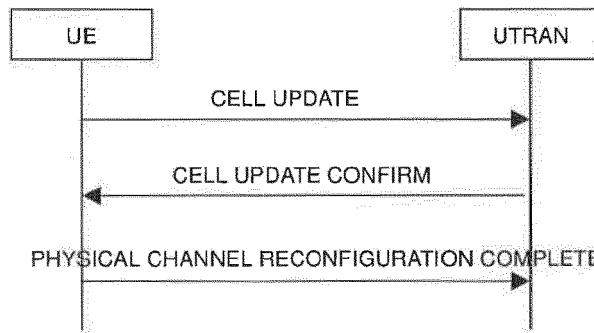 UE
UTRAN
CELL UPDATE
CELL UPDATE CONFIRM
PHYSICAL CHANNEL RECONFIGURATION COMPLETE